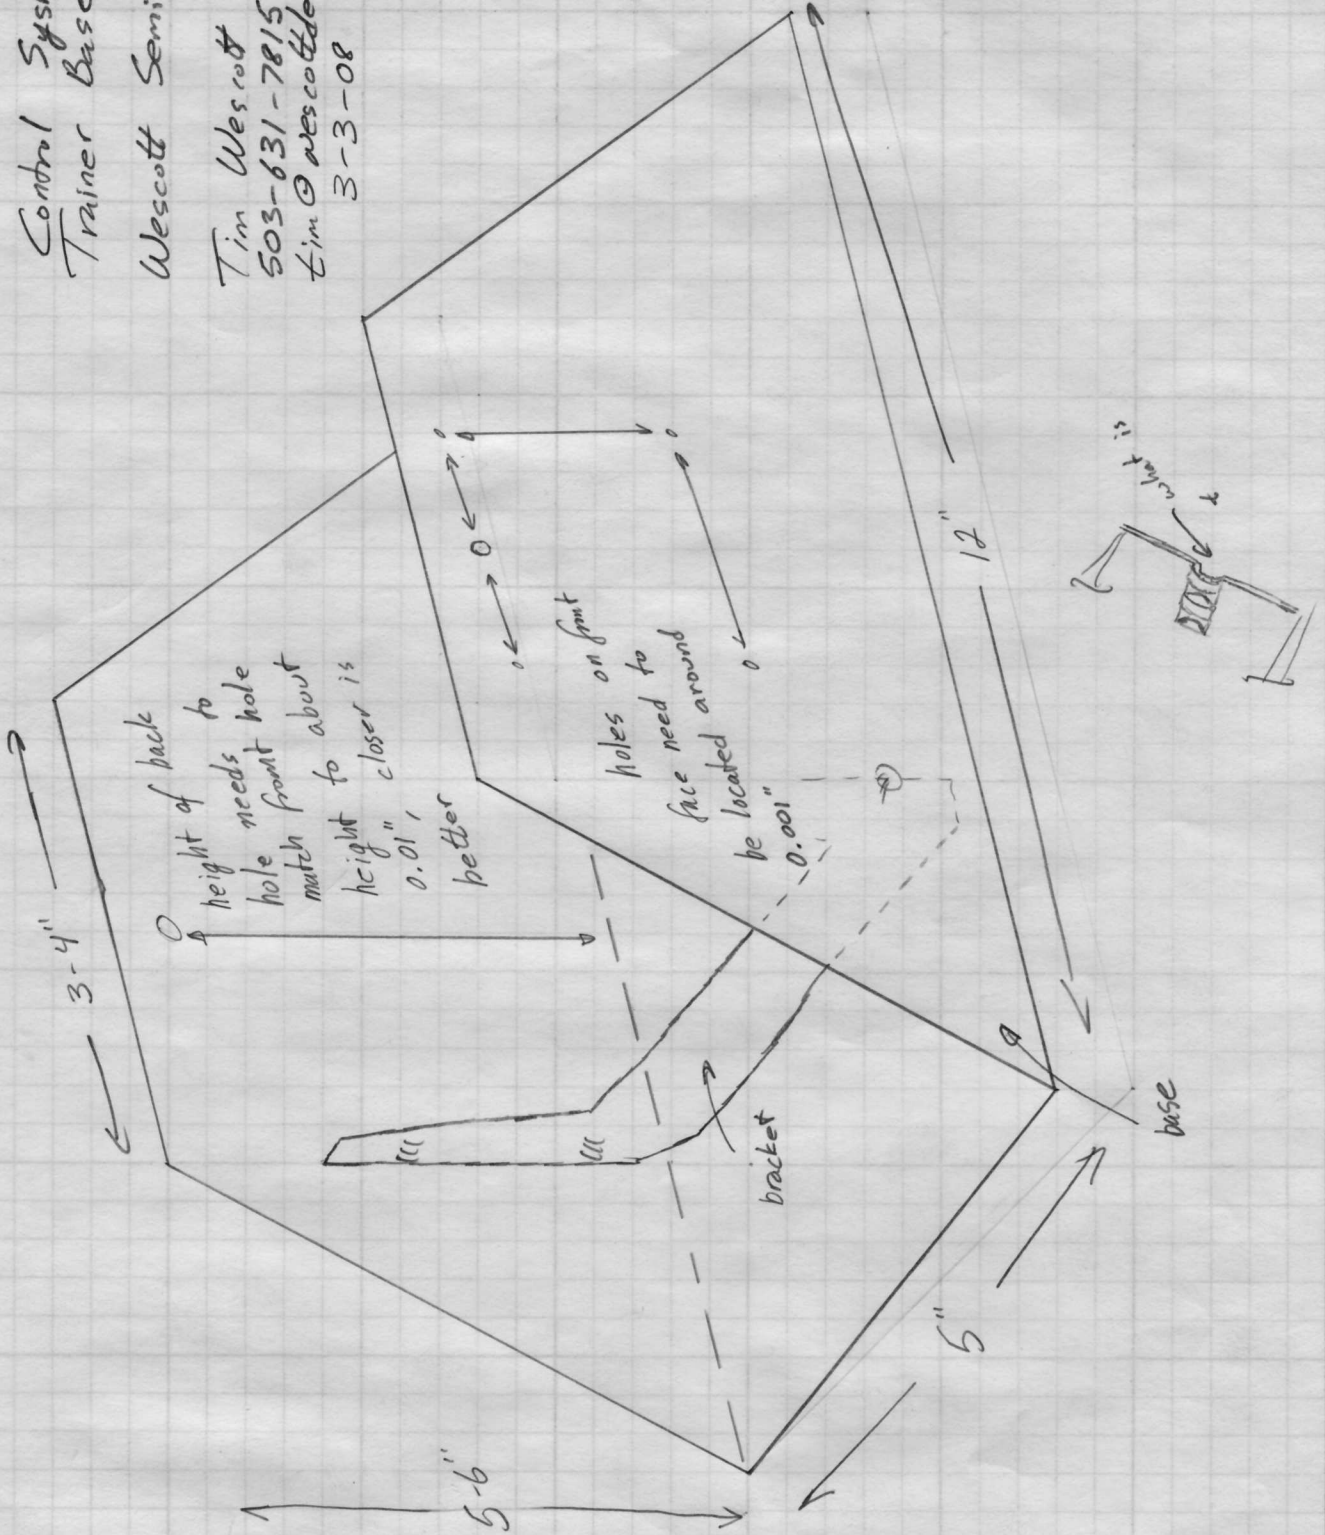 Control
Trainer Base
Wescott Semi
Tim Wescott
503-631-7815
tim@wescottde
3-3-08
3-4"
height of back
hole needs to
match front hole
height to about
0.01", closer is
better
holes on front
face need to
be located around
0.001"
12"
what is
bracket
base
5"
5-6"